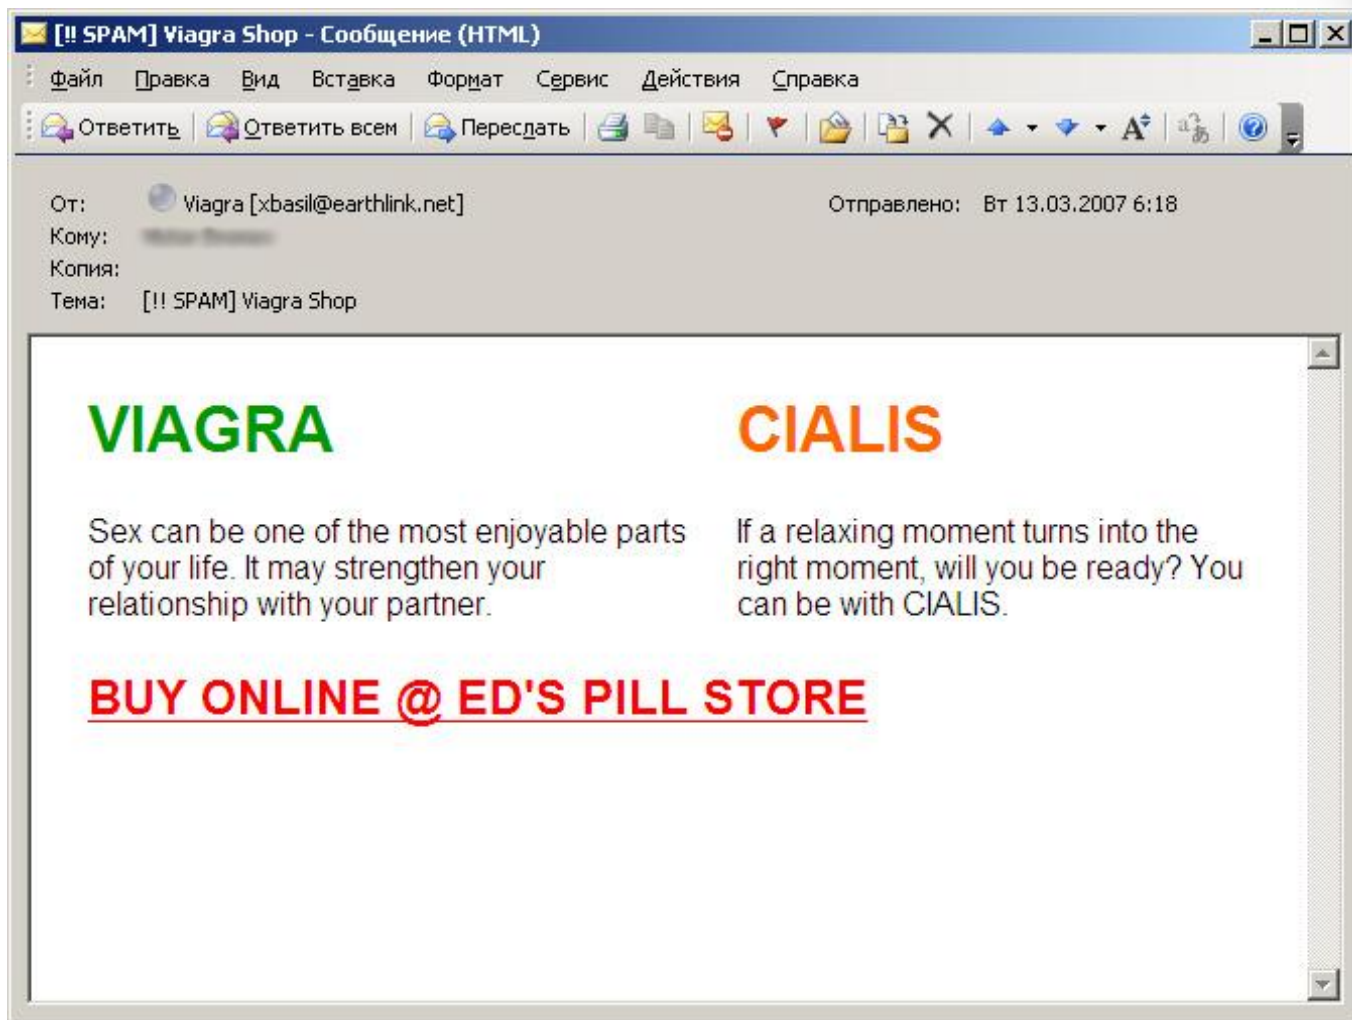 [!! SPAM] Viagra Shop - Сообщение (HTML)
Файл Правка Вид Вставка Формат Сервис Действия Справка
Ответить Ответить всем Переслать
От: Viagra [xbasil@earthlink.net] Отправлено: Вт 13.03.2007 6:18
Кому:
Копия:
Тема: [!! SPAM] Viagra Shop
VIAGRA
Sex can be one of the most enjoyable parts
of your life. It may strengthen your
relationship with your partner.
CIALIS
If a relaxing moment turns into the
right moment, will you be ready? You
can be with CIALIS.
BUY ONLINE @ ED'S PILL STORE